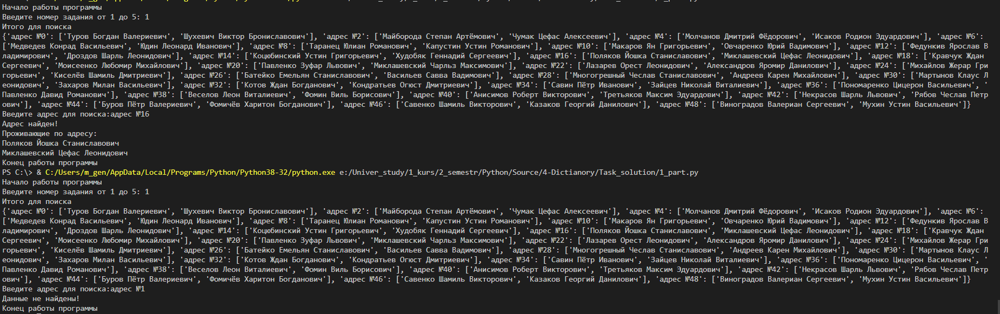 Начало работы программы
Введите номер задания от 1 до 5: 1
Итого для поиска
{'адрес №0': ['Туров Богдан Валериевич', 'Шухевич Виктор Брониславович'], 'адрес №2': ['Майборода Степан Артёмович', 'Чумак Цефас Алексеевич'], 'адрес №4': ['Молчанов Дмитрий Фёдорович', 'Исаков Родион Эдуардович'], 'адрес №6':
['Медведев Конрад Васильевич', 'Юдин Леонард Иванович'], 'адрес №8': ['Таранец Юлиан Романович', 'Капустин Устин Романович'], 'адрес №10': ['Макаров Ян Григорьевич', 'Овчаренко Юрий Вадимович'], 'адрес №12': ['Федункив Ярослав В
ладимирович', 'Дроздов Шарль Леонидович'], 'адрес №14': ['Коцюбинский Устин Григорьевич', 'Худобяк Геннадий Сергеевич'], 'адрес №16': ['Поляков Йошка Станиславович', 'Миклашевский Цефас Леонидович'], 'адрес №18': ['Кравчук Ждан
Сергеевич', 'Моисеенко Любомир Михайлович'], 'адрес №20': ['Павленко Зуфар Львович', 'Миклашевский Чарльз Максимович'], 'адрес №22': ['Лазарев Орест Леонидович', 'Александров Яромир Данилович'], 'адрес №24': ['Михайлов Жерар Гри
горьевич', 'Киселёв Шамиль Дмитриевич'], 'адрес №26': ['Батейко Емельян Станиславович', 'Васильев Савва Вадимович'], 'адрес №28': ['Многогрешный Чеслав Станиславович', 'Андреев Карен Михайлович'], 'адрес №30': ['Мартынов Клаус Л
еонидович', 'Захаров Милан Васильевич'], 'адрес №32': ['Котов Ждан Богданович', 'Кондратьев Огюст Дмитриевич'], 'адрес №34': ['Савин Пётр Иванович', 'Зайцев Николай Виталиевич'], 'адрес №36': ['Пономаренко Цицерон Васильевич', '
Павленко Давид Романович'], 'адрес №38': ['Веселов Леон Виталиевич', 'Фомин Виль Борисович'], 'адрес №40': ['Анисимов Роберт Викторович', 'Третьяков Максим Эдуардович'], 'адрес №42': ['Некрасов Шарль Львович', 'Рябов Чеслав Петр
ович'], 'адрес №44': ['Буров Пётр Валериевич', 'Фомичёв Харитон Богданович'], 'адрес №46': ['Савенко Шамиль Викторович', 'Казаков Георгий Данилович'], 'адрес №48': ['Виноградов Валериан Сергеевич', 'Мухин Устин Васильевич']}
Введите адрес для поиска:адрес №16
Адрес найден!
Проживающие по адресу:
Поляков Йошка Станиславович
Миклашевский Цефас Леонидович
Конец работы программы
PS C:\> & C:/Users/m_gen/AppData/Local/Programs/Python/Python38-32/python.exe e:/Univer_study/1_kurs/2_semestr/Python/Source/4-Dictianory/Task_solution/1_part.py
Начало работы программы
Введите номер задания от 1 до 5: 1
Итого для поиска
{'адрес №0': ['Туров Богдан Валериевич', 'Шухевич Виктор Брониславович'], 'адрес №2': ['Майборода Степан Артёмович', 'Чумак Цефас Алексеевич'], 'адрес №4': ['Молчанов Дмитрий Фёдорович', 'Исаков Родион Эдуардович'], 'адрес №6':
['Медведев Конрад Васильевич', 'Юдин Леонард Иванович'], 'адрес №8': ['Таранец Юлиан Романович', 'Капустин Устин Романович'], 'адрес №10': ['Макаров Ян Григорьевич', 'Овчаренко Юрий Вадимович'], 'адрес №12': ['Федункив Ярослав В
ладимирович', 'Дроздов Шарль Леонидович'], 'адрес №14': ['Коцюбинский Устин Григорьевич', 'Худобяк Геннадий Сергеевич'], 'адрес №16': ['Поляков Йошка Станиславович', 'Миклашевский Цефас Леонидович'], 'адрес №18': ['Кравчук Ждан
Сергеевич', 'Моисеенко Любомир Михайлович'], 'адрес №20': ['Павленко Зуфар Львович', 'Миклашевский Чарльз Максимович'], 'адрес №22': ['Лазарев Орест Леонидович', 'Александров Яромир Данилович'], 'адрес №24': ['Михайлов Жерар Гри
горьевич', 'Киселёв Шамиль Дмитриевич'], 'адрес №26': ['Батейко Емельян Станиславович', 'Васильев Савва Вадимович'], 'адрес №28': ['Многогрешный Чеслав Станиславович', 'Андреев Карен Михайлович'], 'адрес №30': ['Мартынов Клаус Л
еонидович', 'Захаров Милан Васильевич'], 'адрес №32': ['Котов Ждан Богданович', 'Кондратьев Огюст Дмитриевич'], 'адрес №34': ['Савин Пётр Иванович', 'Зайцев Николай Виталиевич'], 'адрес №36': ['Пономаренко Цицерон Васильевич', '
Павленко Давид Романович'], 'адрес №38': ['Веселов Леон Виталиевич', 'Фомин Виль Борисович'], 'адрес №40': ['Анисимов Роберт Викторович', 'Третьяков Максим Эдуардович'], 'адрес №42': ['Некрасов Шарль Львович', 'Рябов Чеслав Петр
ович'], 'адрес №44': ['Буров Пётр Валериевич', 'Фомичёв Харитон Богданович'], 'адрес №46': ['Савенко Шамиль Викторович', 'Казаков Георгий Данилович'], 'адрес №48': ['Виноградов Валериан Сергеевич', 'Мухин Устин Васильевич']}
Введите адрес для поиска:адрес №1
Данные не найдены!
Конец работы программы